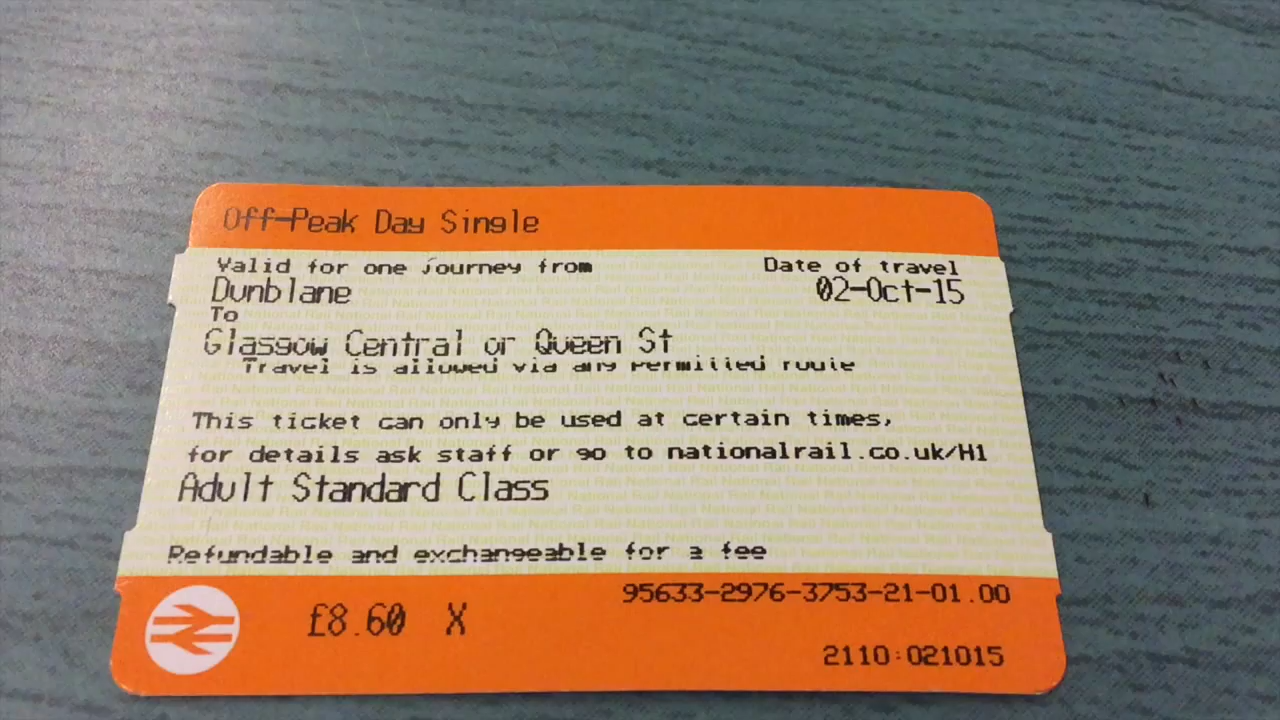 Off-Peak Day Single
Valid for one journey from
Date of travel
Dunblane
02-Oct-15
To
Glasgow Central or Queen St
Travel is allowed via any permitted route
This ticket can only be used at certain times,
for details ask staff or go to nationalrail.co.uk/H1
Adult Standard Class
Refundable and exchangeable for a fee
95633-2976-3753-21-01.00
£8.60 X
2110:021015